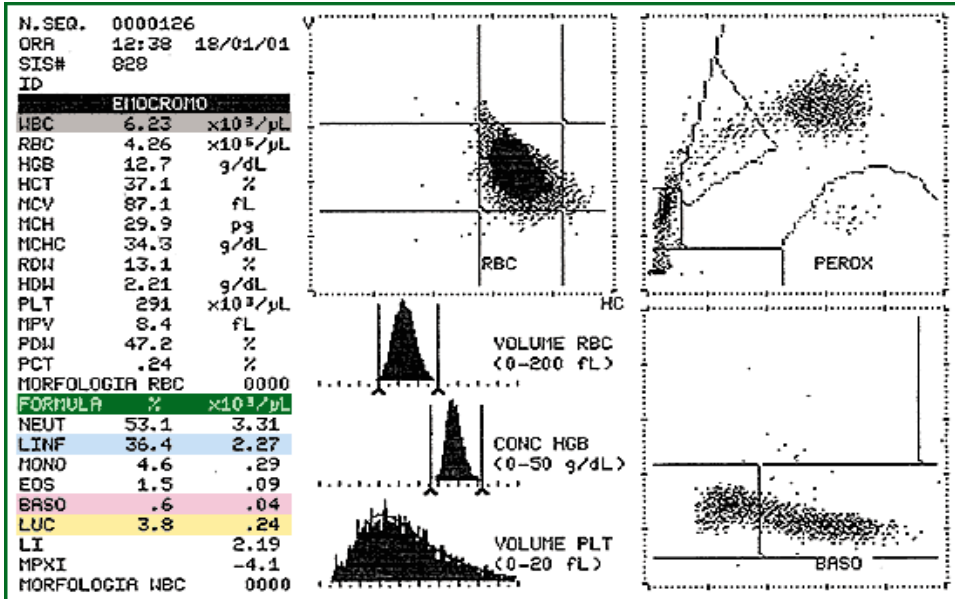 N.SEQ. 0000126
ORA 12:38 18/01/01
SIS# 828
ID
EMOCROMO
WBC 6.23 x10³/µL
RBC 4.26 x10⁶/µL
HGB 12.7 g/dL
HCT 37.1 %
MCV 87.1 fL
MCH 29.9 pg
MCHC 34.3 g/dL
RDW 13.1 %
HDW 2.21 g/dL
PLT 291 x10³/µL
MPV 8.4 fL
PDW 47.2 %
PCT .24 %
MORFOLOGIA RBC 0000
FORMULA % x10³/µL
NEUT 53.1 3.31
LINF 36.4 2.27
MONO 4.6 .29
EOS 1.5 .09
BASO .6 .04
LUC 3.8 .24
LI 2.19
MPXI -4.1
MORFOLOGIA WBC 0000
V
RBC
HC
PEROX
VOLUME RBC
(0-200 fL)
CONC HGB
(0-50 g/dL)
VOLUME PLT
(0-20 fL)
BASO